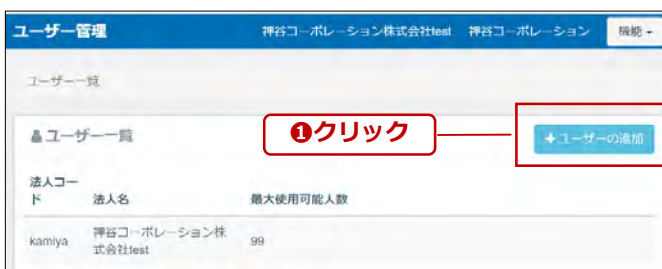 ユーザー管理 神谷コーポレーション株式会社test 神谷コーポレーション 機能
ユーザー一覧
ユーザー一覧
❶クリック
+ユーザーの追加
法人コード 法人名 最大使用可能人数
kamiya 神谷コーポレーション株式会社test 99